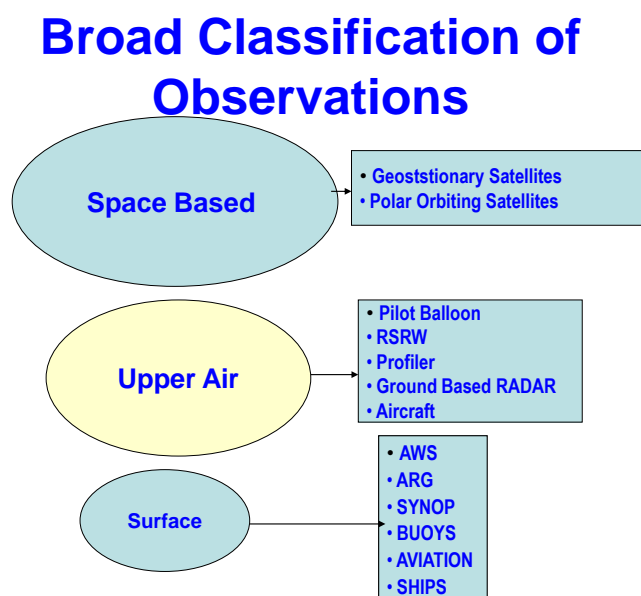 Broad Classification of
Observations
Space Based
• Geoststionary Satellites
• Polar Orbiting Satellites
Upper Air
• Pilot Balloon
• RSRW
• Profiler
• Ground Based RADAR
• Aircraft
Surface
• AWS
• ARG
• SYNOP
• BUOYS
• AVIATION
• SHIPS